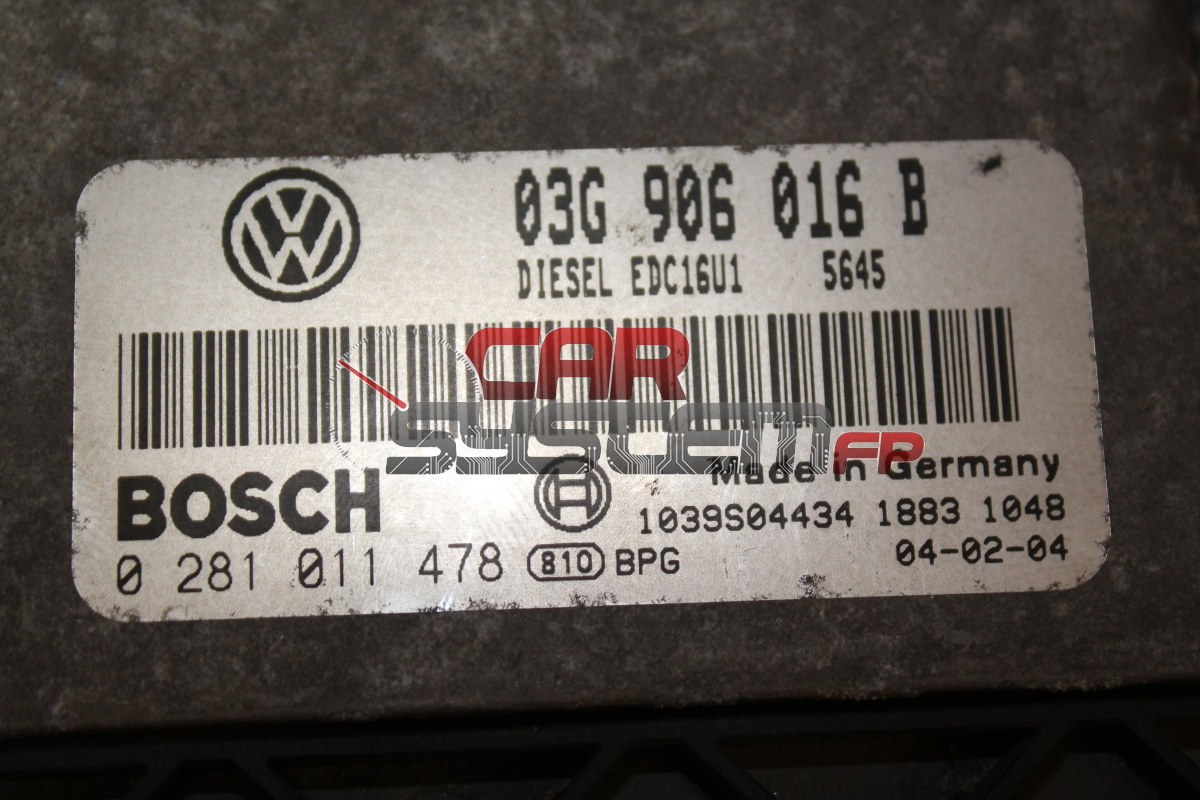 03G 906 016 B
DIESEL EDC16U1 5645
CAR
SYSTEM FP
Made in Germany
BOSCH
1039S04434 1883 1048
0 281 011 478 810 BPG
04-02-04